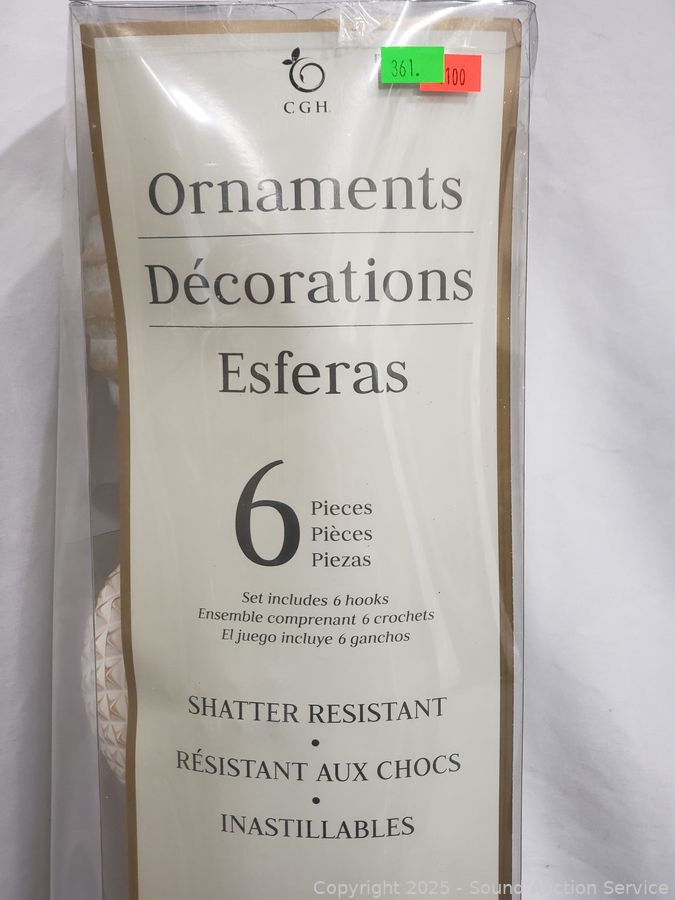 361.
100
CGH
Ornaments
Décorations
Esferas
6
Pieces
Pièces
Piezas
Set includes 6 hooks
Ensemble comprenant 6 crochets
El juego incluye 6 ganchos
SHATTER RESISTANT
•
RÉSISTANT AUX CHOCS
•
INASTILLABLES
Copyright 2025 - Sound Auction Service